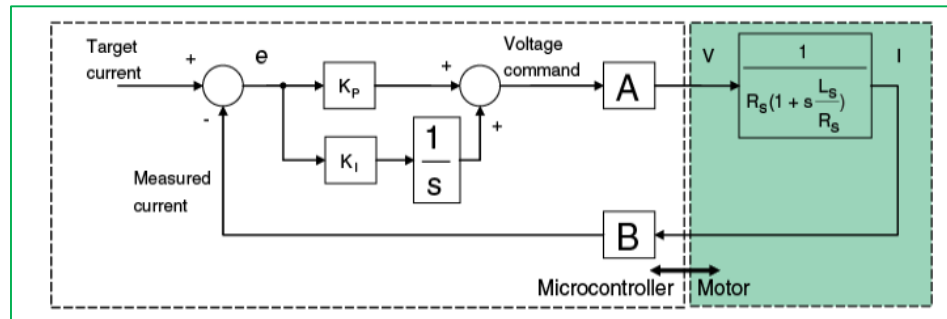 Target
current
+
e
-
K_P
+
+
K_I
1
s
Voltage
command
A
V
1
R_S(1 + s L_S/R_S)
I
Measured
current
B
Microcontroller
Motor